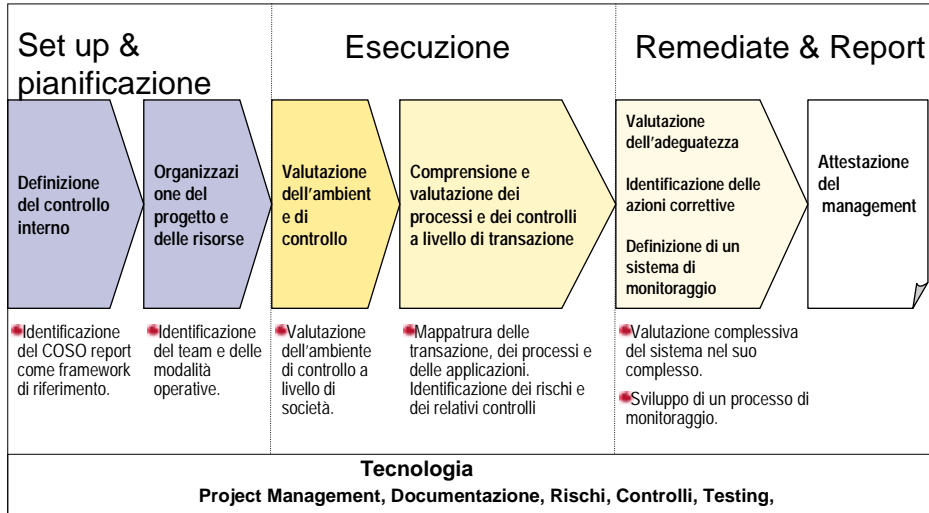 Set up &
pianificazione
Esecuzione
Remediate & Report
Definizione
del controllo
interno
Organizzazi
one del
progetto e
delle risorse
Valutazione
dell'ambient
e di
controllo
Comprensione e
valutazione dei
processi e dei controlli
a livello di transazione
Valutazione
dell'adeguatezza
Identificazione delle
azioni correttive
Definizione di un
sistema di
monitoraggio
Attestazione
del
management
Identificazione
del COSO report
come framework
di riferimento.
Identificazione
del team e delle
modalità
operative.
Valutazione
dell'ambiente
di controllo a
livello di
società.
Mappatrura delle
transazione, dei processi e
delle applicazioni.
Identificazione dei rischi e
dei relativi controlli
Valutazione complessiva
del sistema nel suo
complesso.
Sviluppo di un processo di
monitoraggio.
Tecnologia
Project Management, Documentazione, Rischi, Controlli, Testing,